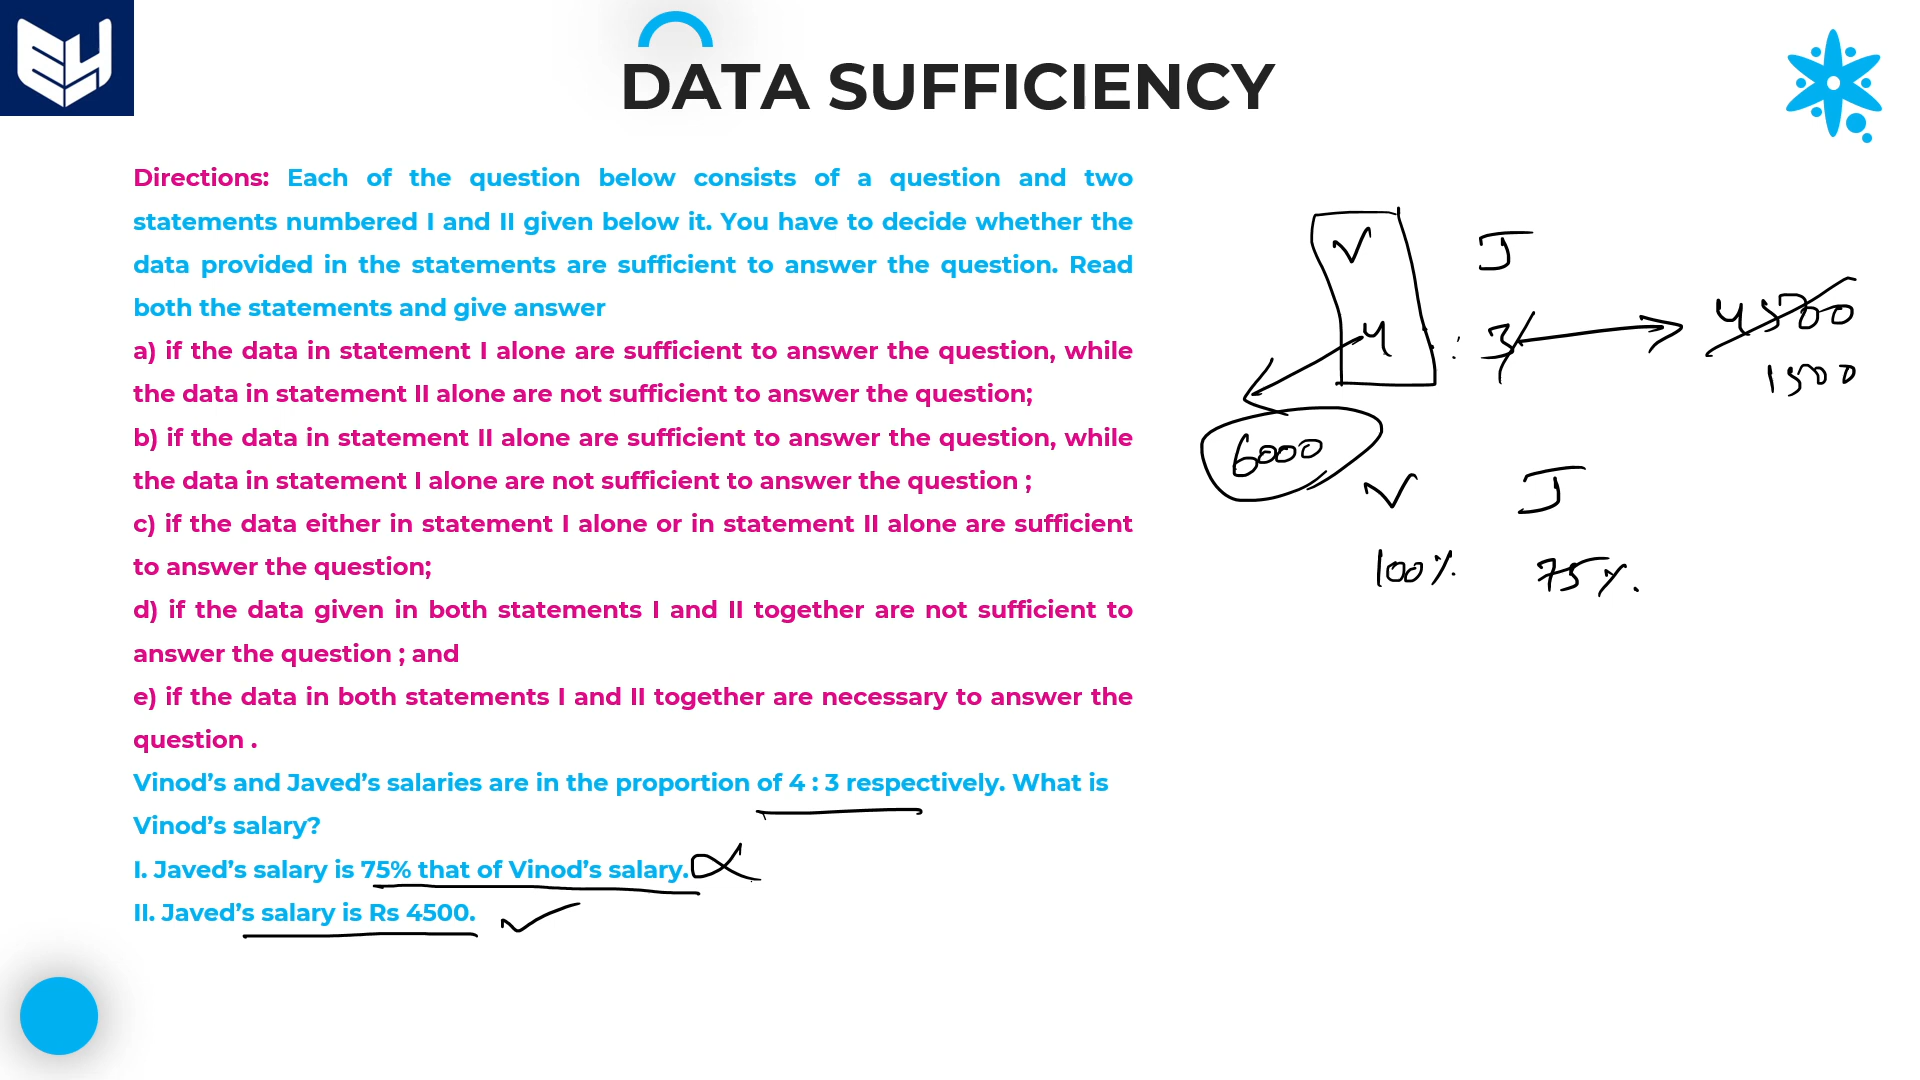 DATA SUFFICIENCY
Directions: Each of the question below consists of a question and two
statements numbered I and II given below it. You have to decide whether the
data provided in the statements are sufficient to answer the question. Read
both the statements and give answer
a) if the data in statement I alone are sufficient to answer the question, while
the data in statement II alone are not sufficient to answer the question;
b) if the data in statement II alone are sufficient to answer the question, while
the data in statement I alone are not sufficient to answer the question ;
c) if the data either in statement I alone or in statement II alone are sufficient
to answer the question;
d) if the data given in both statements I and II together are not sufficient to
answer the question ; and
e) if the data in both statements I and II together are necessary to answer the
question .
Vinod’s and Javed’s salaries are in the proportion of 4 : 3 respectively. What is
Vinod’s salary?
I. Javed’s salary is 75% that of Vinod’s salary.
II. Javed’s salary is Rs 4500.
V J
4 : 3 4500
1500
6000
V J
100% 75%.